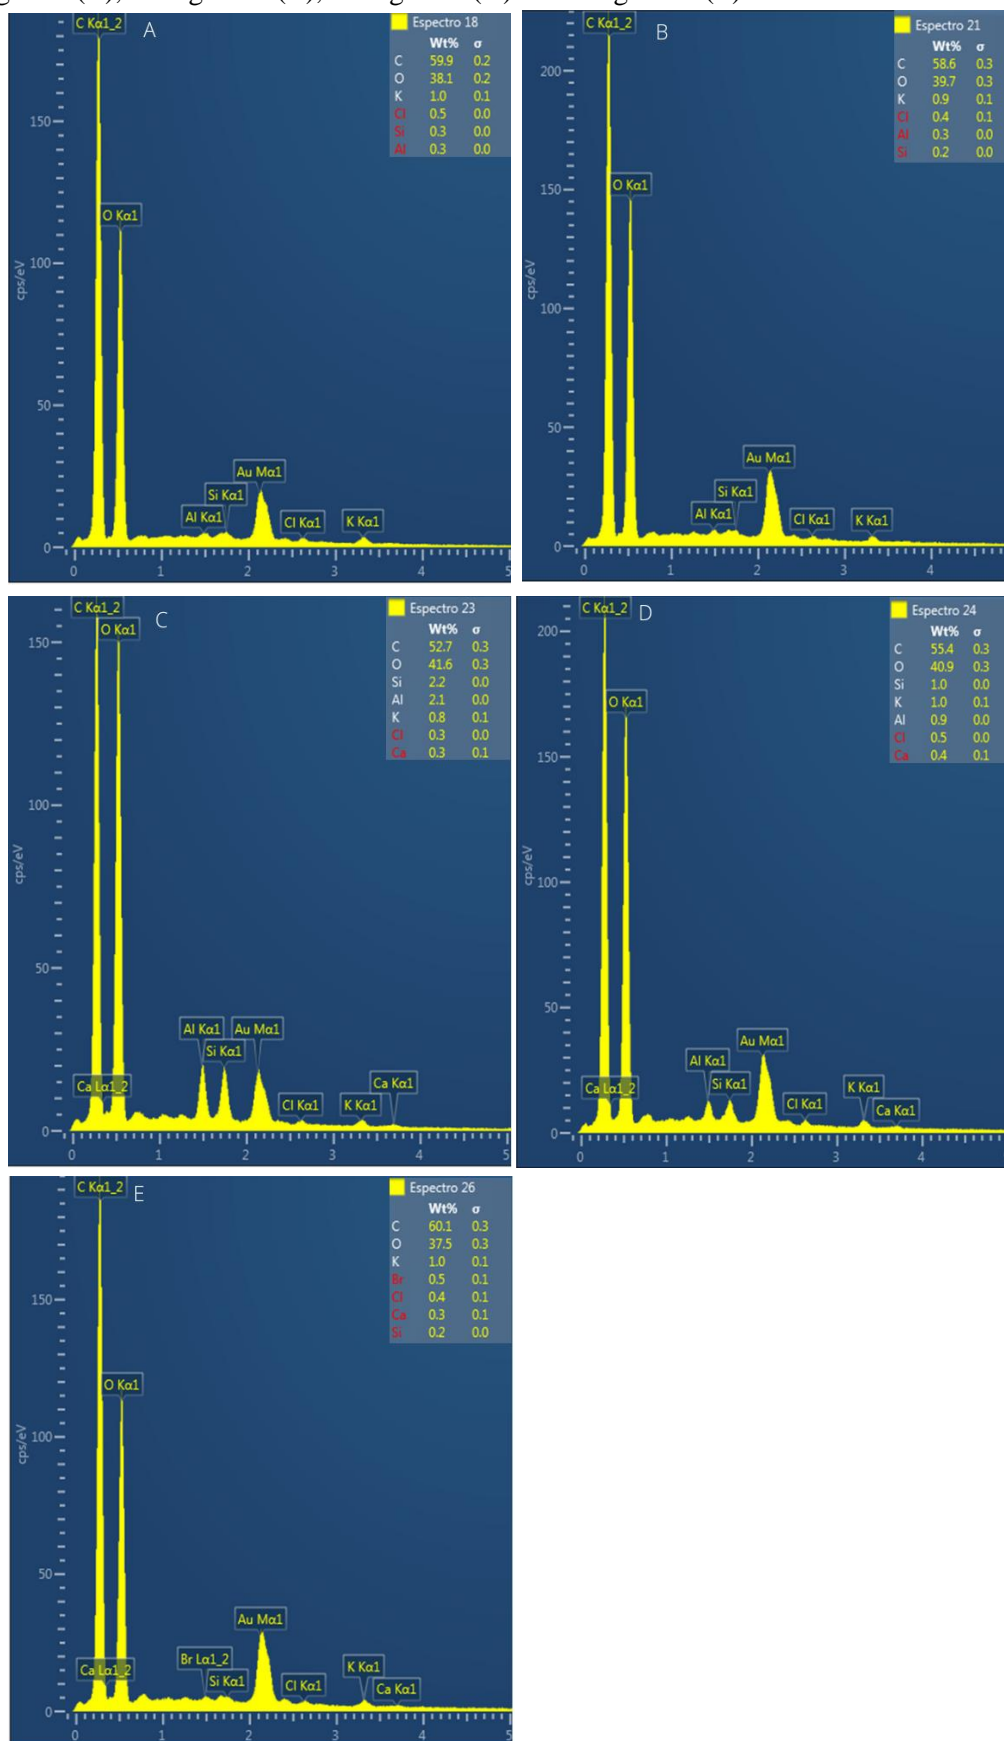 C Kα1_2
A
Espectro 18
Wt% σ
C 59.9 0.2
O 38.1 0.2
K 1.0 0.1
Cl 0.5 0.0
Si 0.3 0.0
Al 0.3 0.0
150
O Kα1
100
cps/eV
50
Au Mα1
Si Kα1
Al Kα1
Cl Kα1
K Kα1
0
0 1 2 3 4 5
C Kα1_2
B
Espectro 21
Wt% σ
C 58.6 0.3
O 39.7 0.3
K 0.9 0.1
Cl 0.4 0.1
Al 0.3 0.0
Si 0.2 0.0
200
150
O Kα1
100
cps/eV
50
Au Mα1
Si Kα1
Al Kα1
Cl Kα1
K Kα1
0
0 1 2 3 4
C Kα1_2
C
Espectro 23
Wt% σ
C 52.7 0.3
O 41.6 0.3
Si 2.2 0.0
Al 2.1 0.0
K 0.8 0.1
Cl 0.3 0.0
Ca 0.3 0.1
O Kα1
150
100
cps/eV
50
Al Kα1
Au Mα1
Si Kα1
Ca Lα1_2
Cl Kα1
K Kα1
Ca Kα1
0
0 1 2 3 4 5
C Kα1_2
D
Espectro 24
Wt% σ
C 55.4 0.3
O 40.9 0.3
Si 1.0 0.0
K 1.0 0.1
Al 0.9 0.0
Cl 0.5 0.0
Ca 0.4 0.1
200
O Kα1
150
100
cps/eV
50
Au Mα1
Al Kα1
Si Kα1
Ca Lα1_2
Cl Kα1
K Kα1
Ca Kα1
0
0 1 2 3 4
C Kα1_2
E
Espectro 26
Wt% σ
C 60.1 0.3
O 37.5 0.3
K 1.0 0.1
Br 0.5 0.1
Cl 0.4 0.1
Ca 0.3 0.1
Si 0.2 0.0
150
O Kα1
100
cps/eV
50
Au Mα1
Br Lα1_2
Ca Lα1_2
Si Kα1
Cl Kα1
K Kα1
Ca Kα1
0
0 1 2 3 4 5